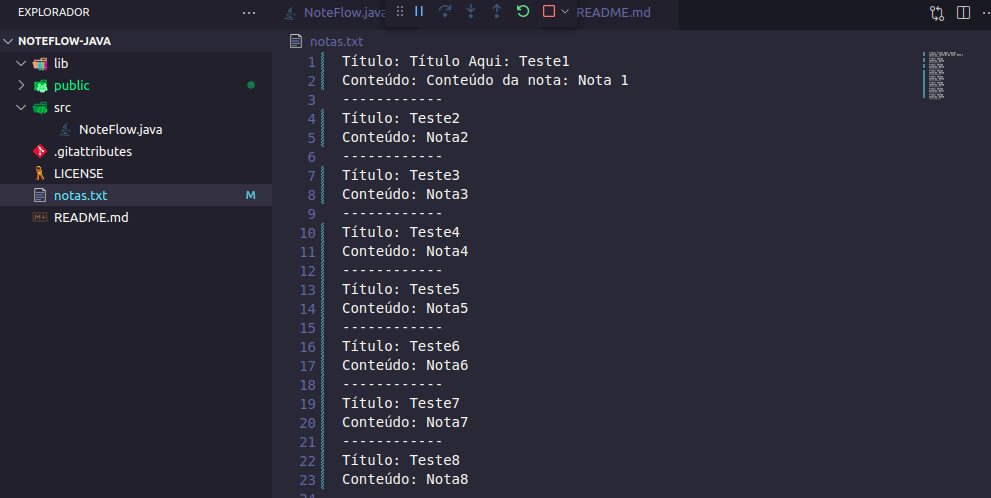 EXPLORADOR
NOTEFLOW-JAVA
lib
public
src
NoteFlow.java
.gitattributes
LICENSE
notas.txt M
README.md
NoteFlow.java README.md
notas.txt
1 Título: Título Aqui: Teste1
2 Conteúdo: Conteúdo da nota: Nota 1
3 ------------
4 Título: Teste2
5 Conteúdo: Nota2
6 ------------
7 Título: Teste3
8 Conteúdo: Nota3
9 ------------
10 Título: Teste4
11 Conteúdo: Nota4
12 ------------
13 Título: Teste5
14 Conteúdo: Nota5
15 ------------
16 Título: Teste6
17 Conteúdo: Nota6
18 ------------
19 Título: Teste7
20 Conteúdo: Nota7
21 ------------
22 Título: Teste8
23 Conteúdo: Nota8
24